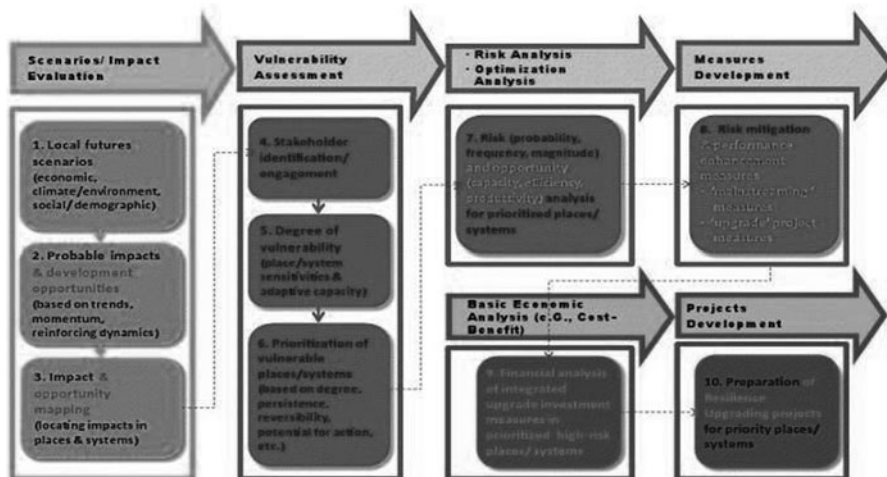 Scenarios/ Impact
Evaluation
1. Local futures
scenarios
(economic,
climate/environment,
social/ demographic)
2. Probable impacts
& development
opportunities
(based on trends,
momentum,
reinforcing dynamics)
3. Impact &
opportunity
mapping
(locating impacts in
places & systems)
Vulnerability
Assessment
4. Stakeholder
identification/
engagement
5. Degree of
vulnerability
(place/system
sensitivities &
adaptive capacity)
6. Prioritization of
vulnerable places/systems
(based on degree,
persistence,
reversibility,
potential for action,
etc.)
· Risk Analysis
· Optimization
Analysis
7. Risk (probability,
frequency, magnitude)
and opportunity
(capacity, efficiency,
productivity) analysis
for prioritized places/
systems
Measures
Development
8. Risk mitigation
& performance
enhancement
measures
- 'mainstreaming'
measures
- 'upgrade' project
measures
Basic Economic
Analysis (e.G., Cost-
Benefit)
9. Financial analysis
of integrated
upgrade investment
measures in
prioritized high-risk
places/ systems
Projects
Development
10. Preparation of
Resilience
Upgrading projects
for priority places/
systems